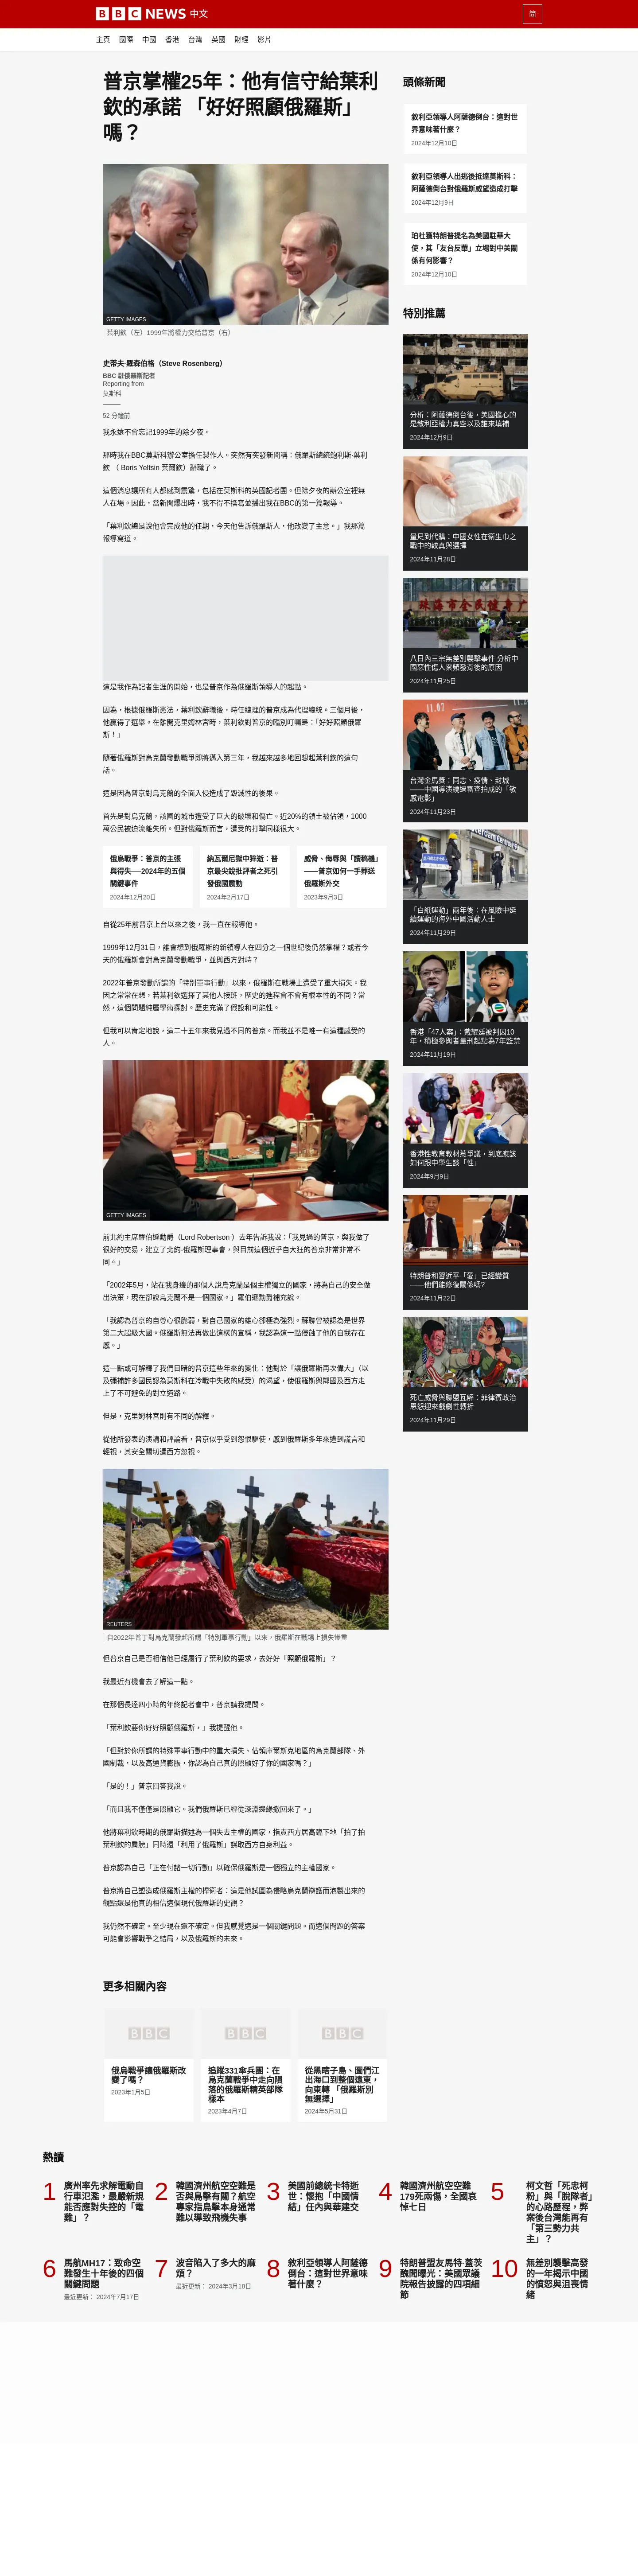 BBC NEWS 中文
简
主頁 國際 中國 香港 台灣 英國 財經 影片
普京掌權25年：他有信守給葉利
欽的承諾 「好好照顧俄羅斯」
嗎？
GETTY IMAGES
葉利欽（左）1999年將權力交給普京（右）
史蒂夫·羅森伯格（Steve Rosenberg）
BBC 駐俄羅斯記者
Reporting from
莫斯科
52 分鐘前
我永遠不會忘記1999年的除夕夜。
那時我在BBC莫斯科辦公室擔任製作人。突然有突發新聞稱：俄羅斯總統鮑利斯·葉利
欽 （ Boris Yeltsin 葉爾欽）辭職了。
這個消息讓所有人都感到震驚，包括在莫斯科的英國記者團。但除夕夜的辦公室裡無
人在場。因此，當新聞爆出時，我不得不撰寫並播出我在BBC的第一篇報導。
「葉利欽總是說他會完成他的任期，今天他告訴俄羅斯人，他改變了主意。」我那篇
報導寫道。
這是我作為記者生涯的開始，也是普京作為俄羅斯領導人的起點。
因為，根據俄羅斯憲法，葉利欽辭職後，時任總理的普京成為代理總統。三個月後，
他贏得了選舉。在離開克里姆林宮時，葉利欽對普京的臨別叮囑是：「好好照顧俄羅
斯！」
隨著俄羅斯對烏克蘭發動戰爭即將邁入第三年，我越來越多地回想起葉利欽的這句
話。
這是因為普京對烏克蘭的全面入侵造成了毀滅性的後果。
首先是對烏克蘭，該國的城市遭受了巨大的破壞和傷亡。近20%的領土被佔領，1000
萬公民被迫流離失所。但對俄羅斯而言，遭受的打擊同樣很大。
俄烏戰爭：普京的主張
與得失──2024年的五個
關鍵事件
2024年12月20日
納瓦爾尼獄中猝逝：普
京最尖銳批評者之死引
發俄國震動
2024年2月17日
威脅、侮辱與「讀稿機」
——普京如何一手葬送
俄羅斯外交
2023年9月3日
自從25年前普京上台以來之後，我一直在報導他。
1999年12月31日，誰會想到俄羅斯的新領導人在四分之一個世紀後仍然掌權？或者今
天的俄羅斯會對烏克蘭發動戰爭，並與西方對峙？
2022年普京發動所謂的「特別軍事行動」以來，俄羅斯在戰場上遭受了重大損失。我
因之常常在想，若葉利欽選擇了其他人接班，歷史的進程會不會有根本性的不同？當
然，這個問題純屬學術探討。歷史充滿了假設和可能性。
但我可以肯定地說，這二十五年來我見過不同的普京。而我並不是唯一有這種感受的
人。
GETTY IMAGES
前北約主席羅伯遜勳爵（Lord Robertson ）去年告訴我說：「我見過的普京，與我做了
很好的交易，建立了北約-俄羅斯理事會，與目前這個近乎自大狂的普京非常非常不
同。」
「2002年5月，站在我身邊的那個人說烏克蘭是個主權獨立的國家，將為自己的安全做
出決策，現在卻說烏克蘭不是一個國家。」羅伯遜勳爵補充說。
「我認為普京的自尊心很脆弱，對自己國家的雄心卻極為強烈。蘇聯曾被認為是世界
第二大超級大國。俄羅斯無法再做出這樣的宣稱，我認為這一點侵蝕了他的自我存在
感。」
這一點或可解釋了我們目睹的普京這些年來的變化：他對於「讓俄羅斯再次偉大」（以
及彌補許多國民認為莫斯科在冷戰中失敗的感受）的渴望，使俄羅斯與鄰國及西方走
上了不可避免的對立道路。
但是，克里姆林宮則有不同的解釋。
從他所發表的演講和評論看，普京似乎受到怨恨驅使，感到俄羅斯多年來遭到謊言和
輕視，其安全關切遭西方忽視。
REUTERS
自2022年普丁對烏克蘭發起所謂「特別軍事行動」以來，俄羅斯在戰場上損失慘重
但普京自己是否相信他已經履行了葉利欽的要求，去好好「照顧俄羅斯」？
我最近有機會去了解這一點。
在那個長達四小時的年終記者會中，普京請我提問。
「葉利欽要你好好照顧俄羅斯，」我提醒他。
「但對於你所謂的特殊軍事行動中的重大損失、佔領庫爾斯克地區的烏克蘭部隊、外
國制裁，以及高通貨膨脹，你認為自己真的照顧好了你的國家嗎？」
「是的！」普京回答我說。
「而且我不僅僅是照顧它。我們俄羅斯已經從深淵邊緣撤回來了。」
他將葉利欽時期的俄羅斯描述為一個失去主權的國家，指責西方居高臨下地「拍了拍
葉利欽的肩膀」同時還「利用了俄羅斯」謀取西方自身利益。
普京認為自己「正在付諸一切行動」以確保俄羅斯是一個獨立的主權國家。
普京將自己塑造成俄羅斯主權的捍衛者：這是他試圖為侵略烏克蘭辯護而泡製出來的
觀點還是他真的相信這個現代俄羅斯的史觀？
我仍然不確定。至少現在還不確定。但我感覺這是一個關鍵問題。而這個問題的答案
可能會影響戰爭之結局，以及俄羅斯的未來。
更多相關內容
BBC
俄烏戰爭讓俄羅斯改
變了嗎？
2023年1月5日
BBC
追蹤331傘兵團：在
烏克蘭戰爭中走向隕
落的俄羅斯精英部隊
樣本
2023年4月7日
BBC
從黑瞎子島、圖們江
出海口到整個遠東，
向東轉 「俄羅斯別
無選擇」
2024年5月31日
頭條新聞
敘利亞領導人阿薩德倒台：這對世
界意味著什麼？
2024年12月10日
敘利亞領導人出逃後抵達莫斯科：
阿薩德倒台對俄羅斯威望造成打擊
2024年12月9日
珀杜獲特朗普提名為美國駐華大
使，其「友台反華」立場對中美關
係有何影響？
2024年12月10日
特別推薦
分析：阿薩德倒台後，美國擔心的
是敘利亞權力真空以及誰來填補
2024年12月9日
量尺到代購：中國女性在衛生巾之
戰中的較真與選擇
2024年11月28日
八日內三宗無差別襲擊事件 分析中
國惡性傷人案頻發背後的原因
2024年11月25日
11.07
台灣金馬獎：同志、疫情、封城
——中國導演繞過審查拍成的「敏
感電影」
2024年11月23日
「白紙運動」兩年後：在風險中延
續運動的海外中國活動人士
2024年11月29日
香港「47人案」：戴耀廷被判囚10
年，積極參與者量刑起點為7年監禁
2024年11月19日
香港性教育教材惹爭議，到底應該
如何跟中學生談「性」
2024年9月9日
特朗普和習近平「愛」已經變質
——他們能修復關係嗎?
2024年11月22日
死亡威脅與聯盟瓦解：菲律賓政治
恩怨迎來戲劇性轉折
2024年11月29日
熱讀
1
廣州率先求解電動自
行車氾濫，最嚴新規
能否應對失控的「電
雞」？
2
韓國濟州航空空難是
否與鳥擊有關？航空
專家指鳥擊本身通常
難以導致飛機失事
3
美國前總統卡特逝
世：懷抱「中國情
結」任內與華建交
4
韓國濟州航空空難
179死兩傷，全國哀
悼七日
5
柯文哲「死忠柯
粉」與「脫陣者」
的心路歷程，弊
案後台灣能再有
「第三勢力共
主」？
6
馬航MH17：致命空
難發生十年後的四個
關鍵問題
最近更新： 2024年7月17日
7
波音陷入了多大的麻
煩？
最近更新： 2024年3月18日
8
敘利亞領導人阿薩德
倒台：這對世界意味
著什麼？
9
特朗普盟友馬特·蓋茨
醜聞曝光：美國眾議
院報告披露的四項細
節
10
無差別襲擊高發
的一年揭示中國
的憤怒與沮喪情
緒